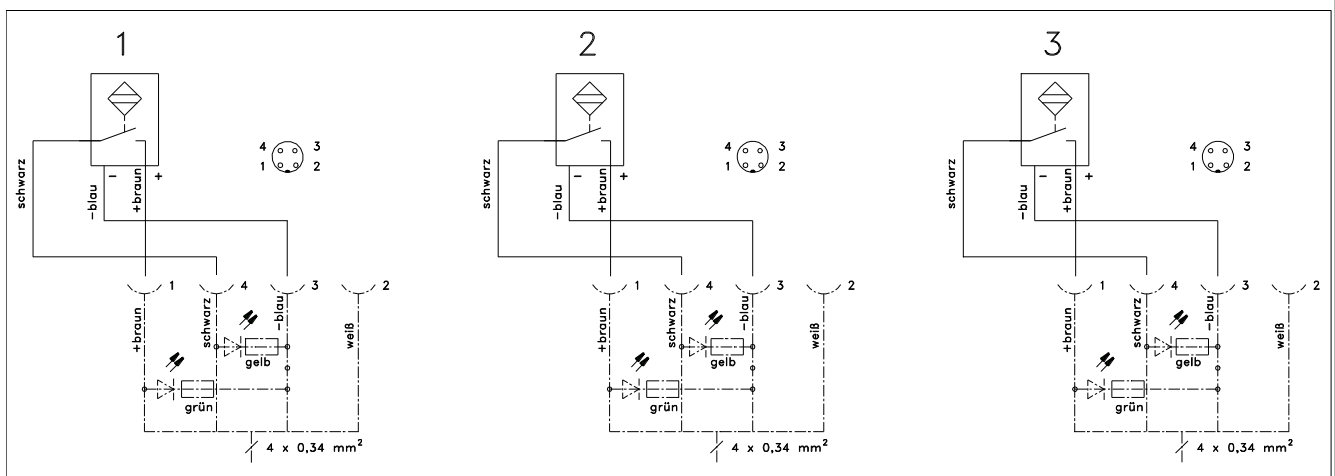 1
2
3
4 3
1 2
schwarz
-blau
-
+braun
+
4 3
1 2
schwarz
-blau
-
+braun
+
4 3
1 2
schwarz
-blau
-
+braun
+
1 4 3 2
1 4 3 2
1 4 3 2
+braun
schwarz
-blau
weiß
gelb
grün
+braun
schwarz
-blau
weiß
gelb
grün
+braun
schwarz
-blau
weiß
gelb
grün
4 x 0,34 mm²
4 x 0,34 mm²
4 x 0,34 mm²